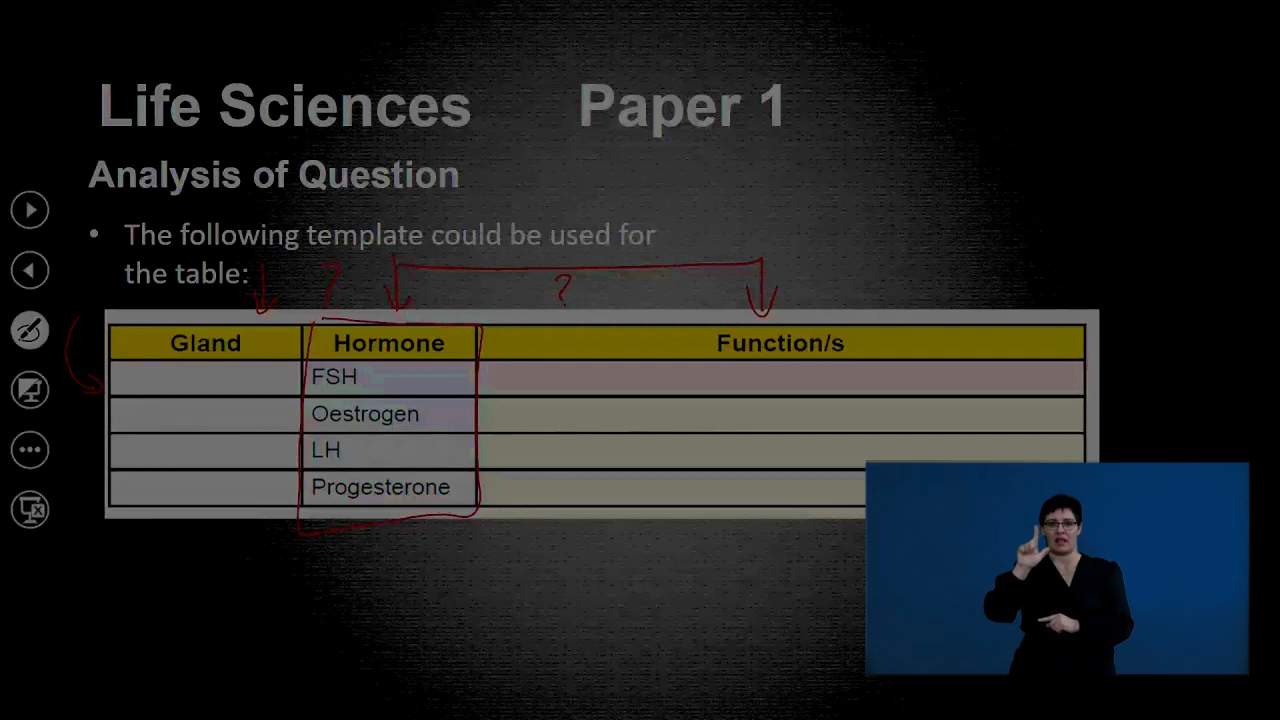 Life Sciences Paper 1
Analysis of Question
• The following template could be used for
the table:
? ?
Gland Hormone Function/s
FSH
Oestrogen
LH
Progesterone